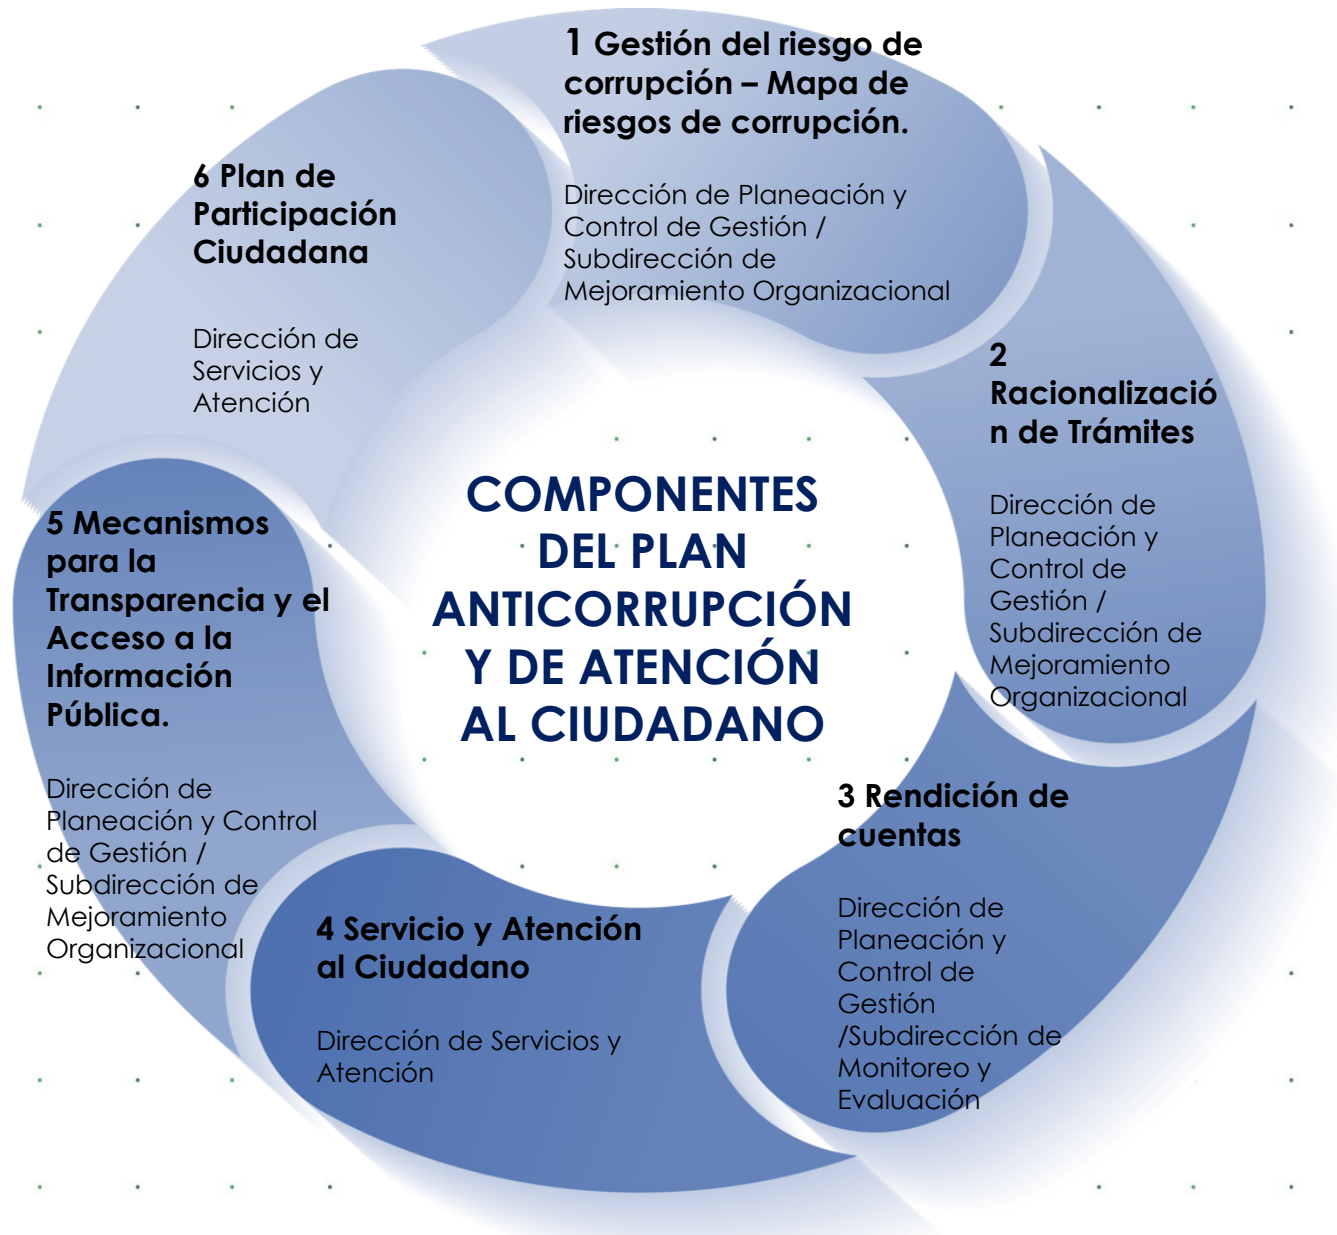 1 Gestión del riesgo de
corrupción – Mapa de
riesgos de corrupción.
Dirección de Planeación y
Control de Gestión /
Subdirección de
Mejoramiento Organizacional
2
Racionalizació
n de Trámites
Dirección de
Planeación y
Control de
Gestión /
Subdirección de
Mejoramiento
Organizacional
3 Rendición de
cuentas
Dirección de
Planeación y
Control de
Gestión
/Subdirección de
Monitoreo y
Evaluación
4 Servicio y Atención
al Ciudadano
Dirección de Servicios y
Atención
5 Mecanismos
para la
Transparencia y el
Acceso a la
Información
Pública.
Dirección de
Planeación y Control
de Gestión /
Subdirección de
Mejoramiento
Organizacional
6 Plan de
Participación
Ciudadana
Dirección de
Servicios y
Atención
COMPONENTES
DEL PLAN
ANTICORRUPCIÓN
Y DE ATENCIÓN
AL CIUDADANO